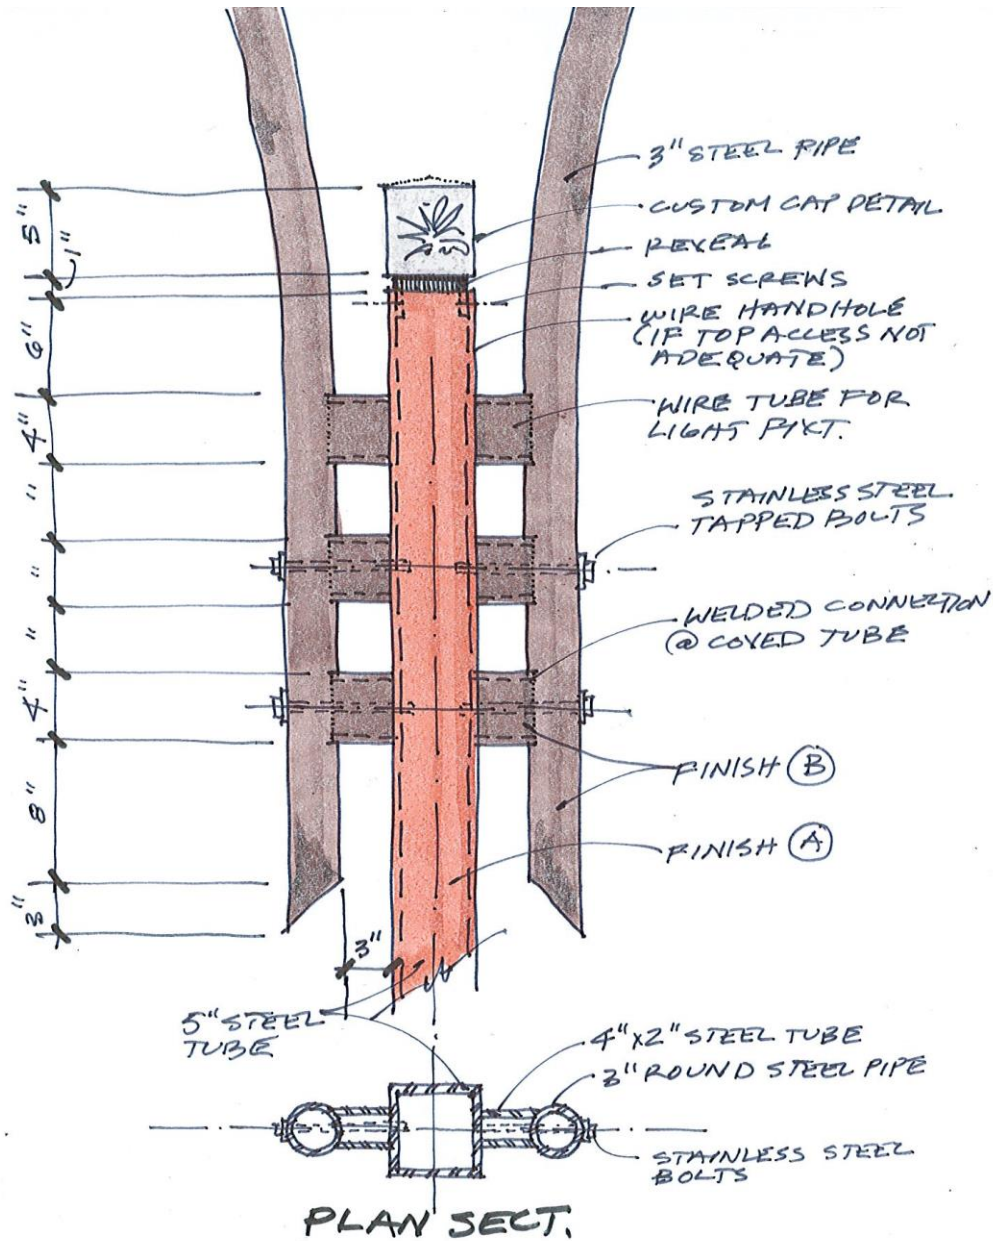 3" STEEL PIPE
CUSTOM CAP DETAIL
REVEAL
SET SCREWS
WIRE HANDHOLE
(IF TOP ACCESS NOT
ADEQUATE)
WIRE TUBE FOR
LIGHT FIXT.
STAINLESS STEEL
TAPPED BOLTS
WELDED CONNECTION
@ COVED TUBE
FINISH B
FINISH A
5"
1"
6"
4"
"
"
"
4"
8"
3"
3"
5" STEEL
TUBE
4"x2" STEEL TUBE
3" ROUND STEEL PIPE
STAINLESS STEEL
BOLTS
PLAN SECT.